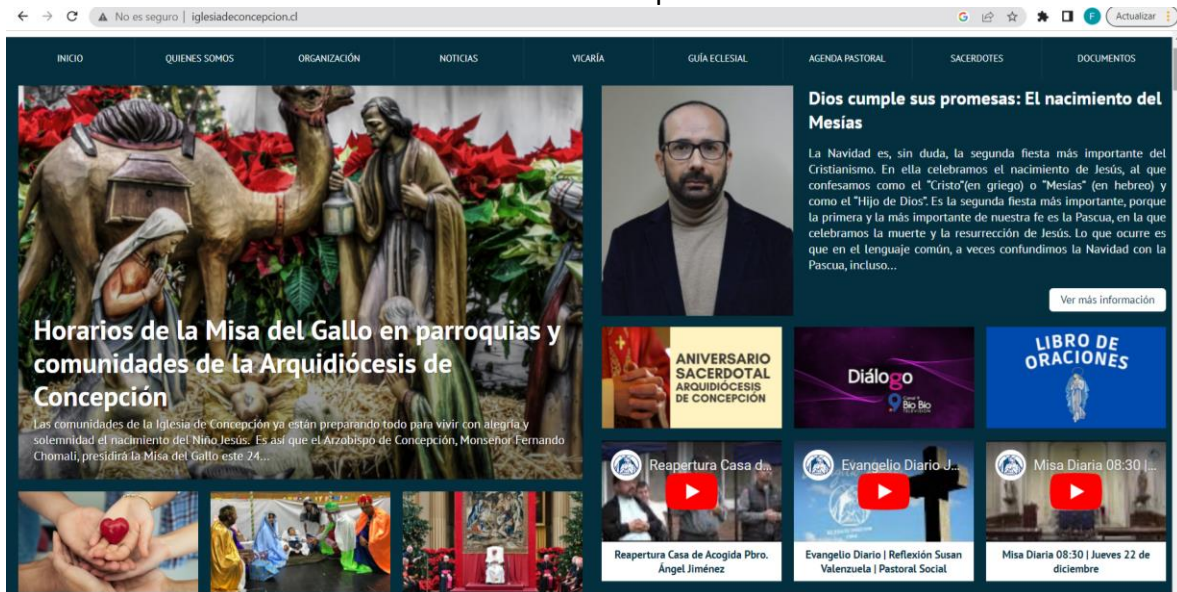 No es seguro | iglesiadeconcepcion.cl
Actualizar
INICIO
QUIENES SOMOS
ORGANIZACIÓN
NOTICIAS
VICARÍA
GUÍA ECLESIAL
AGENDA PASTORAL
SACERDOTES
DOCUMENTOS
Horarios de la Misa del Gallo en parroquias y
comunidades de la Arquidiócesis de
Concepción
Las comunidades de la Iglesia de Concepción ya están preparando todo para vivir con alegría y
solemnidad el nacimiento del Niño Jesús. Es así que el Arzobispo de Concepción, Monseñor Fernando
Chomali, presidirá la Misa del Gallo este 24...
Dios cumple sus promesas: El nacimiento del
Mesías
La Navidad es, sin duda, la segunda fiesta más importante del
Cristianismo. En ella celebramos el nacimiento de Jesús, al que
confesamos como el "Cristo"(en griego) o "Mesías" (en hebreo) y
como el "Hijo de Dios". Es la segunda fiesta más importante, porque
la primera y la más importante de nuestra fe es la Pascua, en la que
celebramos la muerte y la resurrección de Jesús. Lo que ocurre es
que en el lenguaje común, a veces confundimos la Navidad con la
Pascua, incluso...
Ver más información
ANIVERSARIO
SACERDOTAL
ARQUIDIÓCESIS
DE CONCEPCIÓN
Diálogo
Canal 9
Bío Bío
TELEVISIÓN
LIBRO DE
ORACIONES
Reapertura Casa d...
Evangelio Diario J...
Misa Diaria 08:30 |...
Reapertura Casa de Acogida Pbro.
Ángel Jiménez
Evangelio Diario | Reflexión Susan
Valenzuela | Pastoral Social
Misa Diaria 08:30 | Jueves 22 de
diciembre